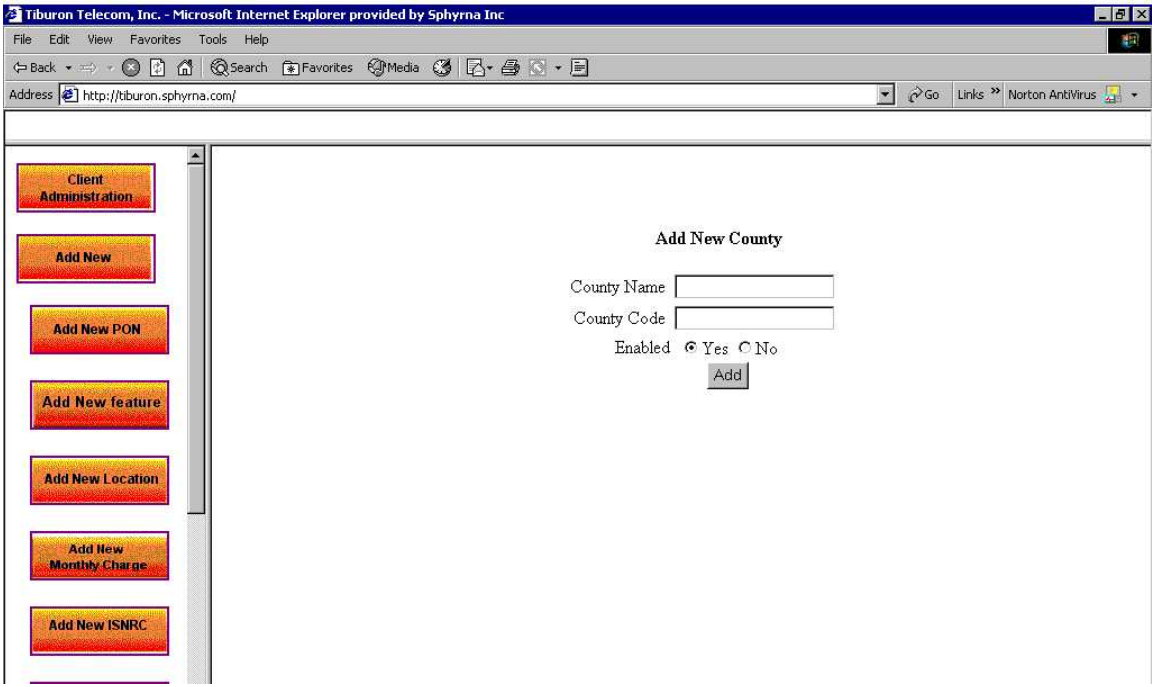 Tiburon Telecom, Inc. - Microsoft Internet Explorer provided by Sphyrna Inc
File Edit View Favorites Tools Help
Back Search Favorites Media
Address http://tiburon.sphyrna.com/ Go Links » Norton AntiVirus
Client
Administration
Add New
Add New PON
Add New feature
Add New Location
Add New
Monthly Charge
Add New ISNRC
Add New County
County Name
County Code
Enabled Yes No
Add